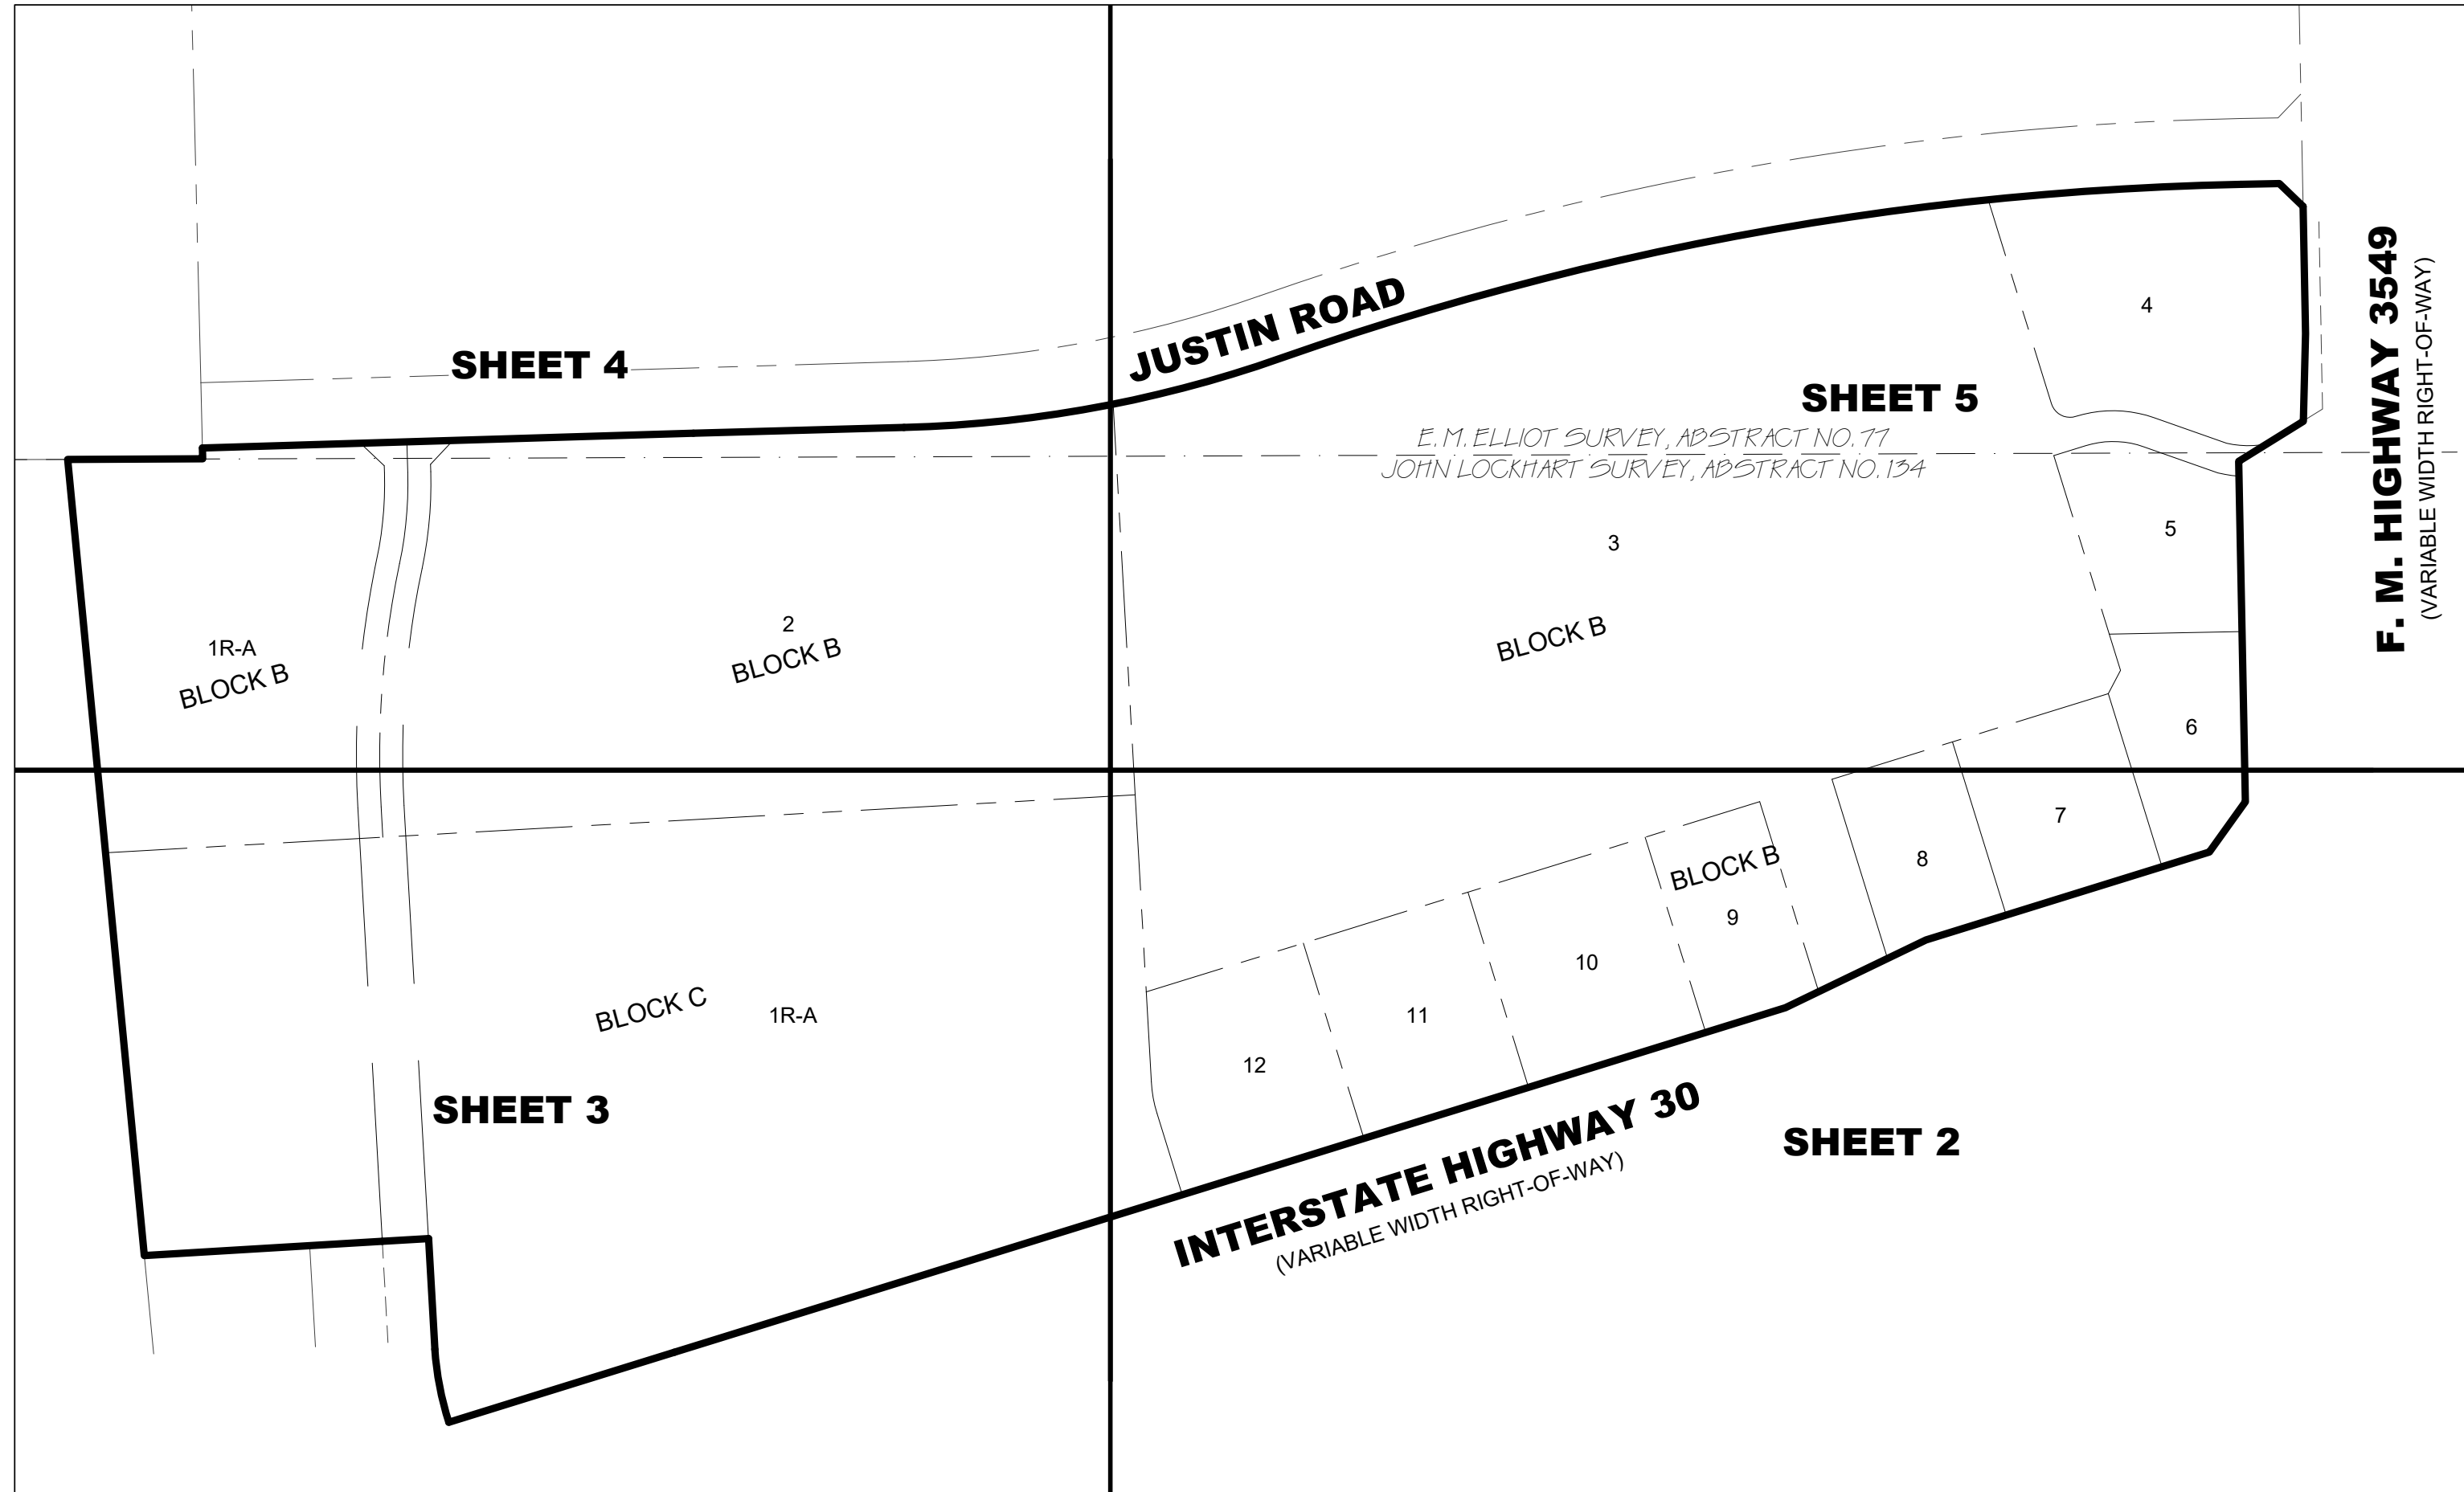 F. M. HIGHWAY 3549
(VARIABLE WIDTH RIGHT-OF-WAY)
4
JUSTIN ROAD
SHEET 4
SHEET 5
E. M. ELLIOT SURVEY, ABSTRACT NO. 77
JOHN LOCKHART SURVEY, ABSTRACT NO. 134
5
3
2
BLOCK B
1R-A
BLOCK B
BLOCK B
6
7
8
BLOCK B
9
10
11
12
BLOCK C
1R-A
SHEET 3
SHEET 2
INTERSTATE HIGHWAY 30
(VARIABLE WIDTH RIGHT-OF-WAY)